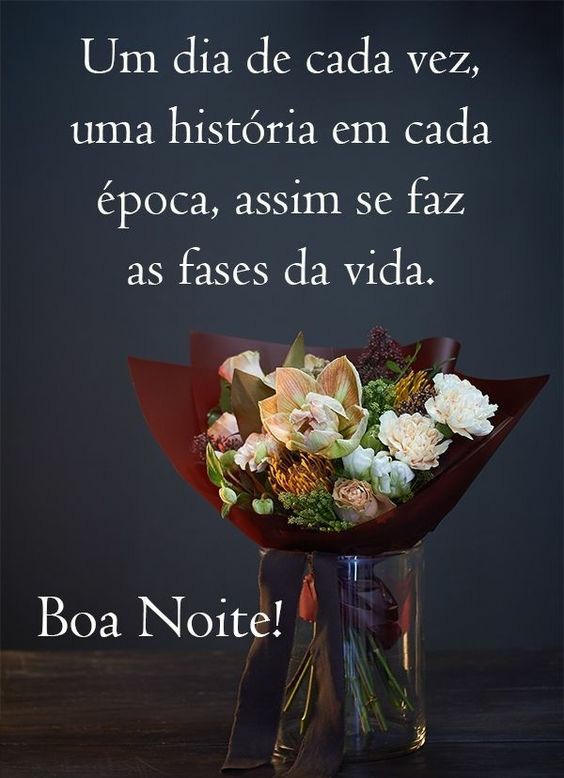 Um dia de cada vez,
uma história em cada
época, assim se faz
as fases da vida.
Boa Noite!